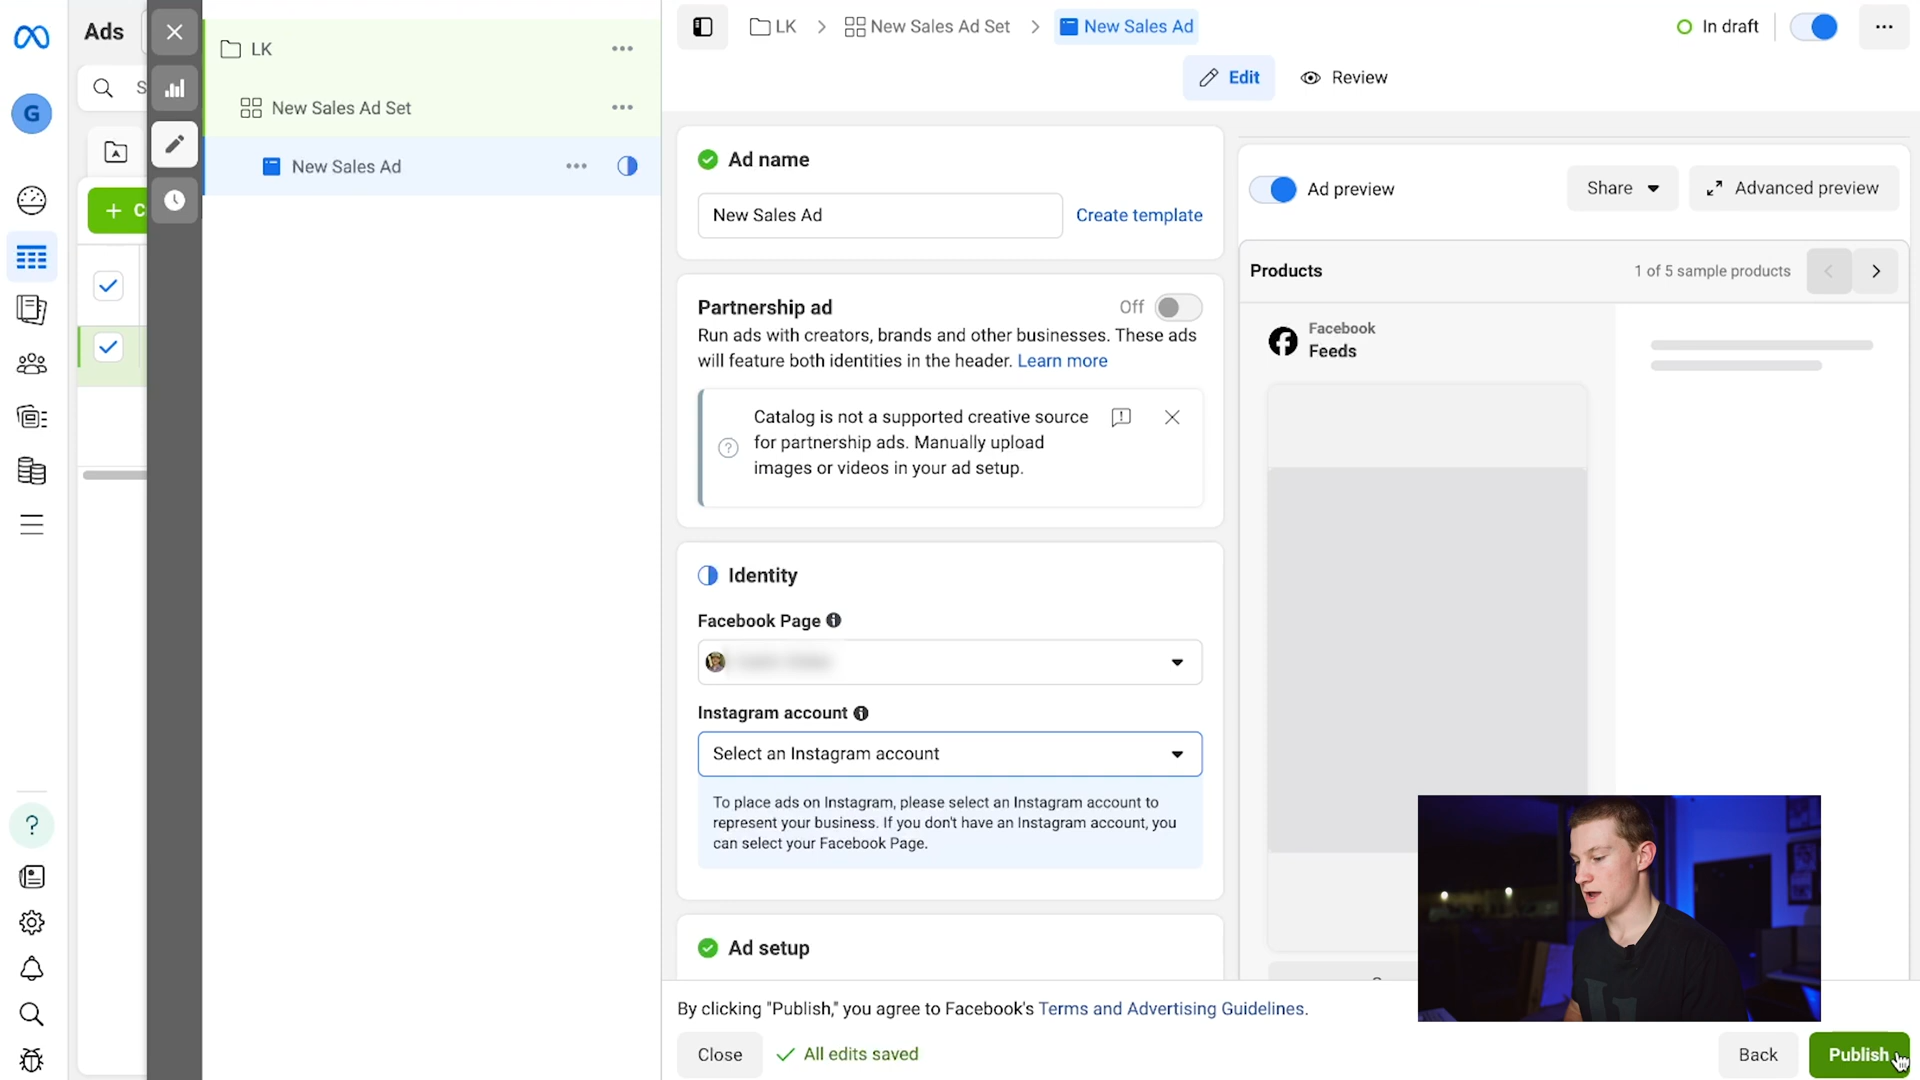 Ads
LK
LK
New Sales Ad Set
New Sales Ad
In draft
Edit
Review
New Sales Ad Set
New Sales Ad
G
S
C
Ad name
New Sales Ad
Create template
Partnership ad
Off
Run ads with creators, brands and other businesses. These ads
will feature both identities in the header. Learn more
Catalog is not a supported creative source
for partnership ads. Manually upload
images or videos in your ad setup.
Identity
Facebook Page
Instagram account
Select an Instagram account
To place ads on Instagram, please select an Instagram account to
represent your business. If you don't have an Instagram account, you
can select your Facebook Page.
Ad setup
Ad preview
Share
Advanced preview
Products
1 of 5 sample products
Facebook
Feeds
By clicking "Publish," you agree to Facebook's Terms and Advertising Guidelines.
Close
All edits saved
Back
Publish